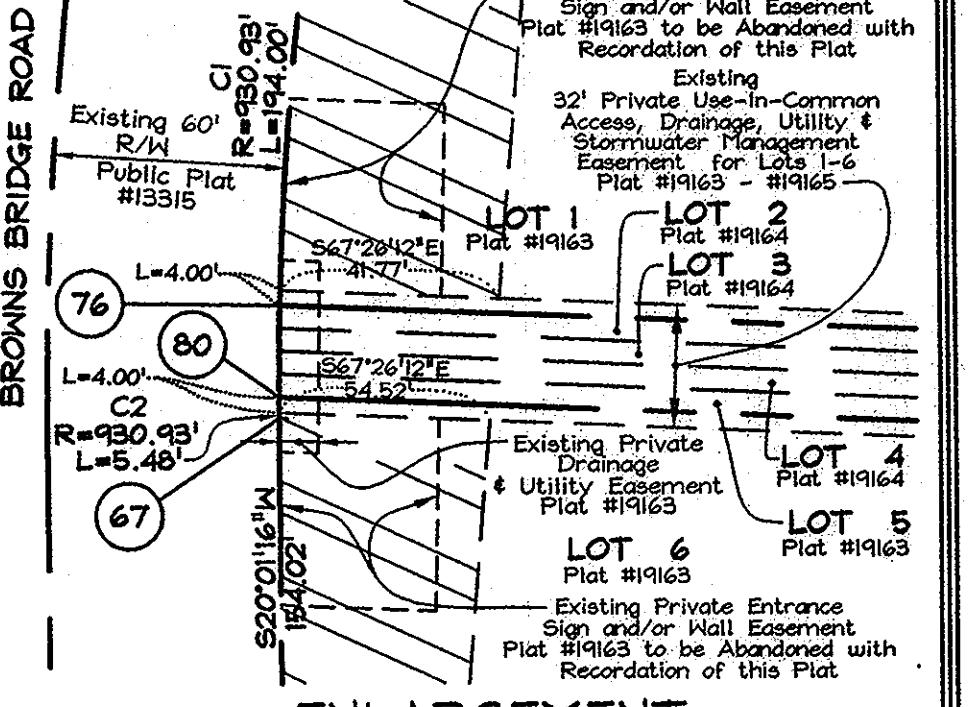 BROWNS BRIDGE ROAD
Sign and/or Wall Easement
Plat #19163 to be Abandoned with
Recordation of this Plat
C1
R=930.93'
L=194.00'
Existing 60'
R/W
Public Plat
#13315
Existing
32' Private Use-In-Common
Access, Drainage, Utility &
Stormwater Management
Easement for Lots 1-6
Plat #19163 - #19165
LOT 1
Plat #19163
LOT 2
Plat #19164
LOT 3
Plat #19164
S67°26'12"E
41.77'
L=4.00'
76
80
S67°26'12"E
54.52'
L=4.00'
C2
R=930.93'
L=5.48'
67
Existing Private
Drainage
& Utility Easement
Plat #19163
LOT 4
Plat #19164
LOT 5
Plat #19163
LOT 6
Plat #19163
S20°01'16"W
Existing Private Entrance
Sign and/or Wall Easement
Plat #19163 to be Abandoned with
Recordation of this Plat